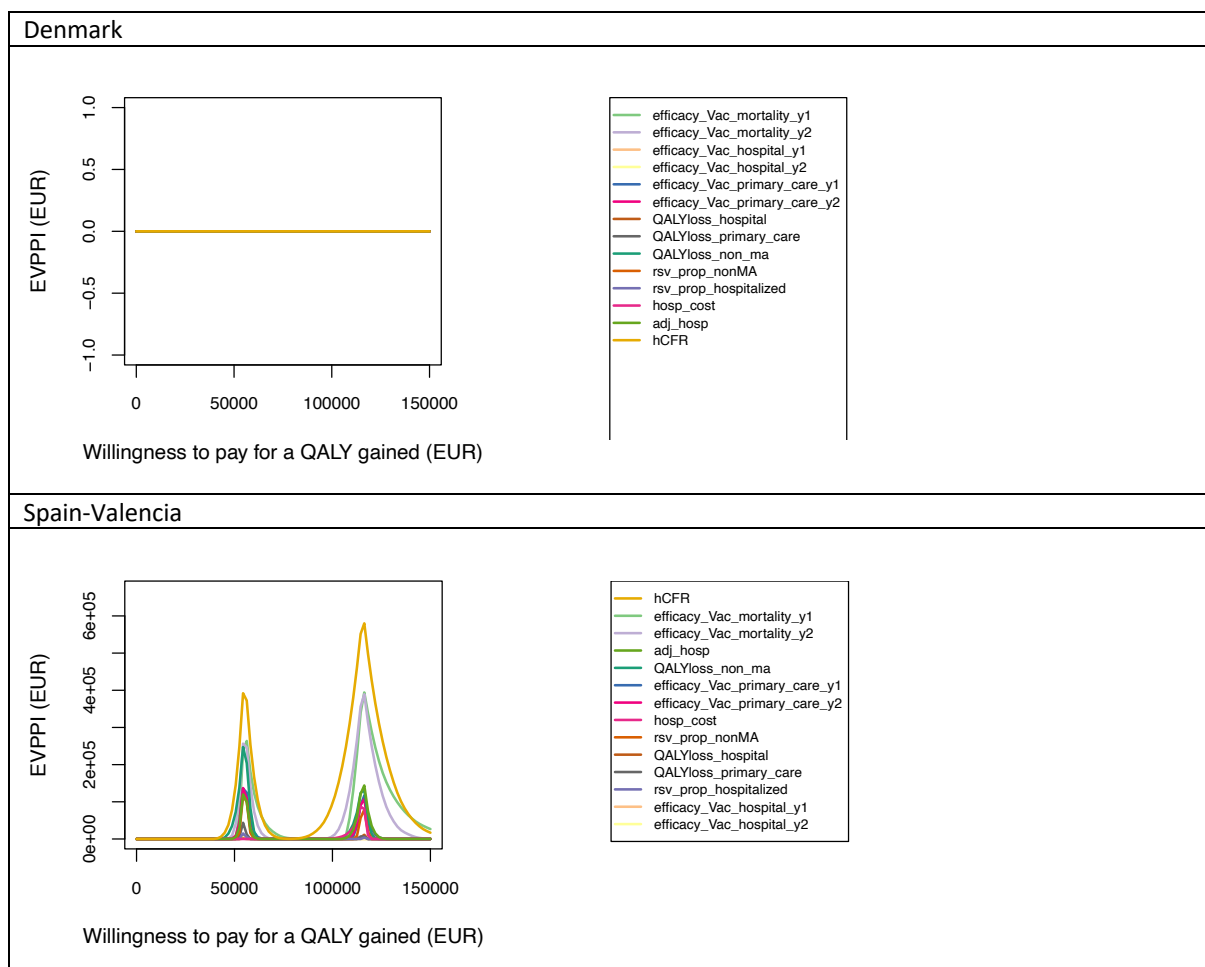 Denmark
EVPPI (EUR)
1.0
0.5
0.0
−0.5
−1.0
0 50000 100000 150000
Willingness to pay for a QALY gained (EUR)
efficacy_Vac_mortality_y1
efficacy_Vac_mortality_y2
efficacy_Vac_hospital_y1
efficacy_Vac_hospital_y2
efficacy_Vac_primary_care_y1
efficacy_Vac_primary_care_y2
QALYloss_hospital
QALYloss_primary_care
QALYloss_non_ma
rsv_prop_nonMA
rsv_prop_hospitalized
hosp_cost
adj_hosp
hCFR
Spain-Valencia
EVPPI (EUR)
6e+05
4e+05
2e+05
0e+00
0 50000 100000 150000
Willingness to pay for a QALY gained (EUR)
hCFR
efficacy_Vac_mortality_y1
efficacy_Vac_mortality_y2
adj_hosp
QALYloss_non_ma
efficacy_Vac_primary_care_y1
efficacy_Vac_primary_care_y2
hosp_cost
rsv_prop_nonMA
QALYloss_hospital
QALYloss_primary_care
rsv_prop_hospitalized
efficacy_Vac_hospital_y1
efficacy_Vac_hospital_y2